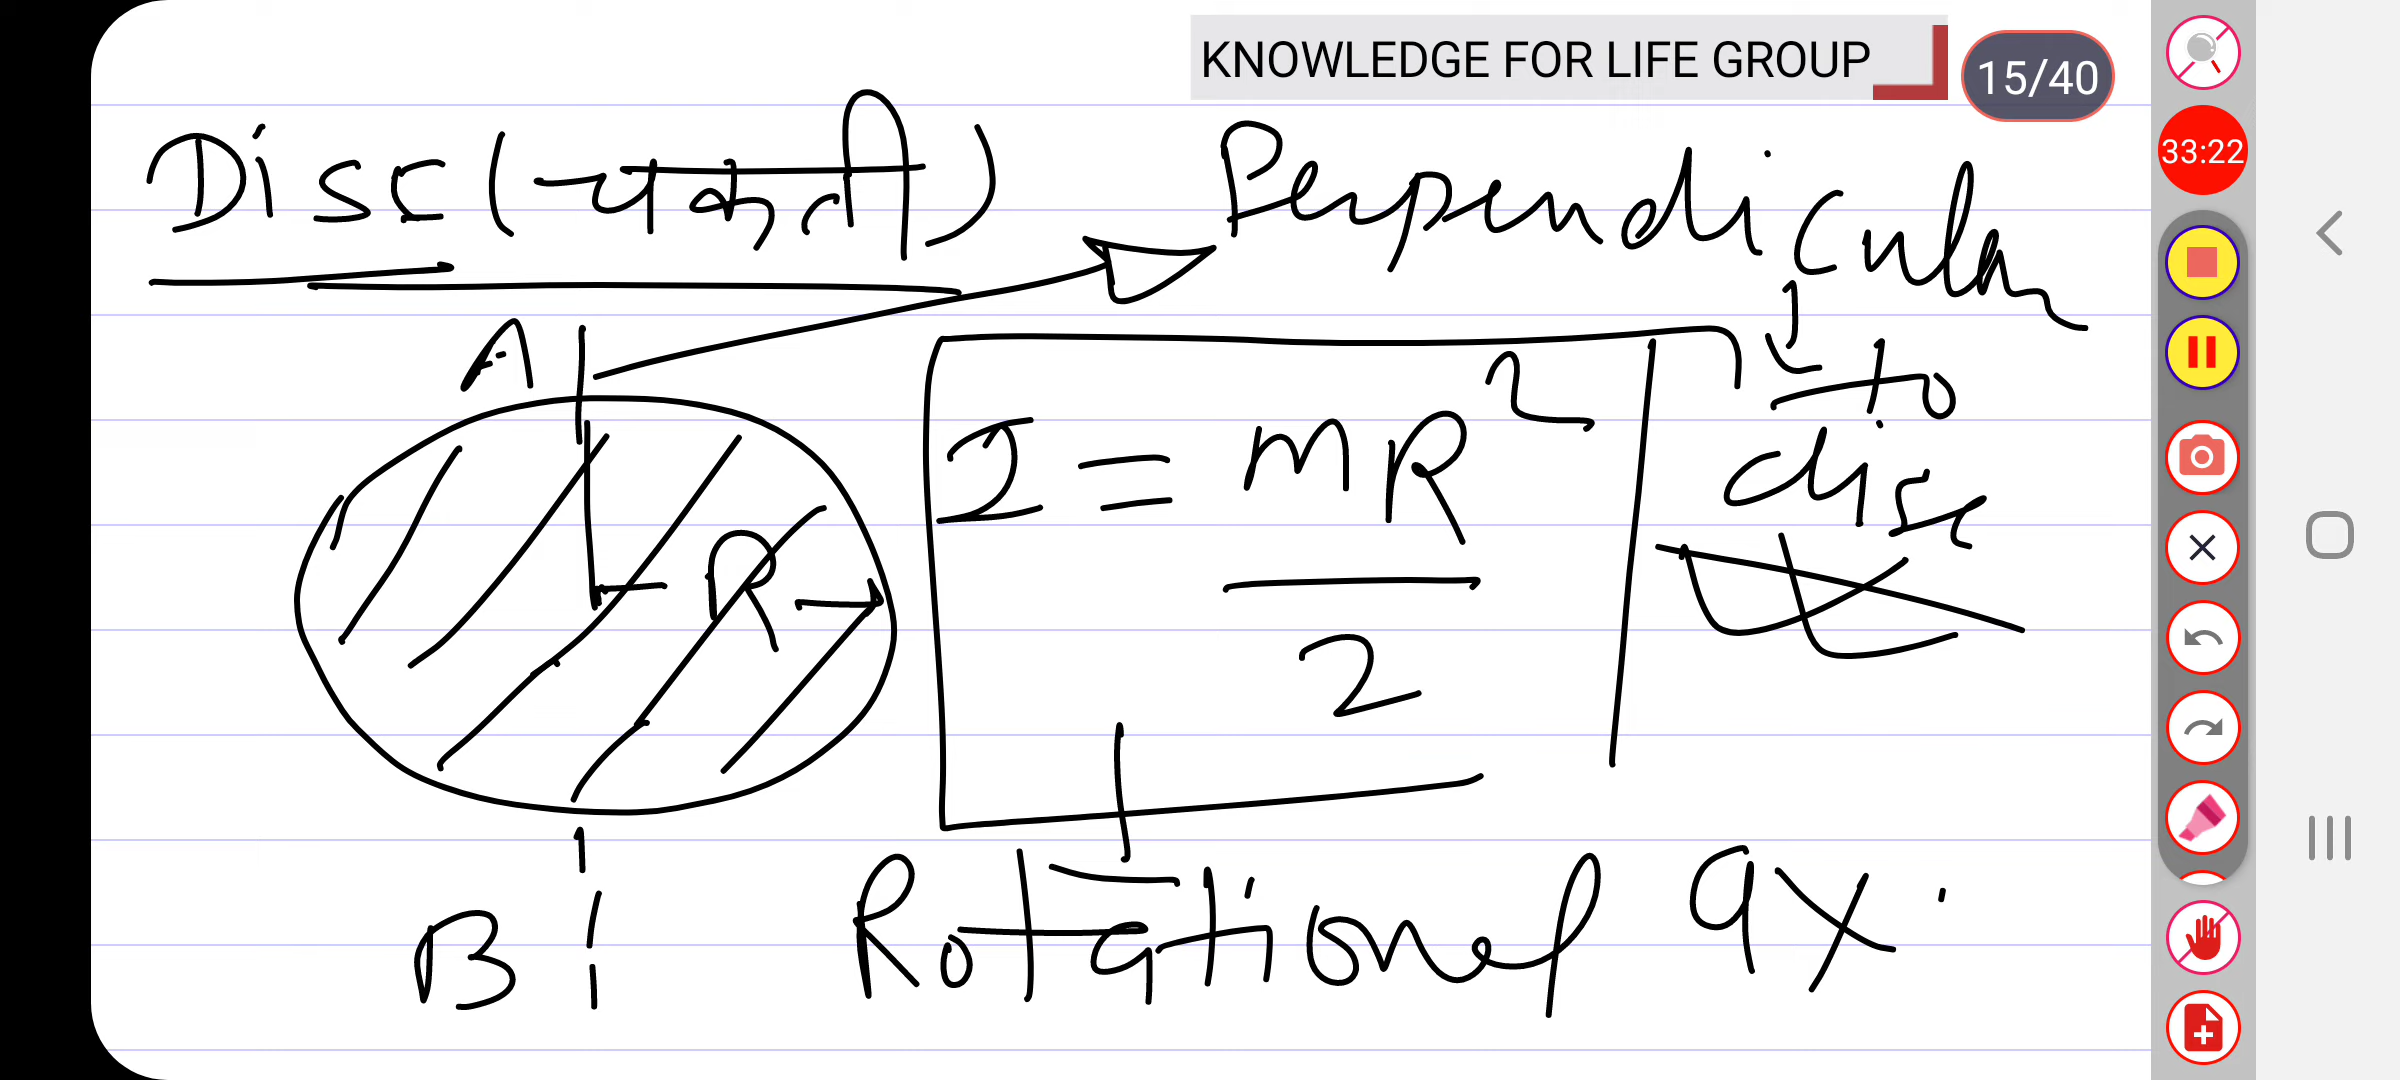 KNOWLEDGE FOR LIFE GROUP
15/40
33:22
Disc (चकती)
Perpendicular
to
disc
A
R
I = MR²
2
B
Rotational ax.